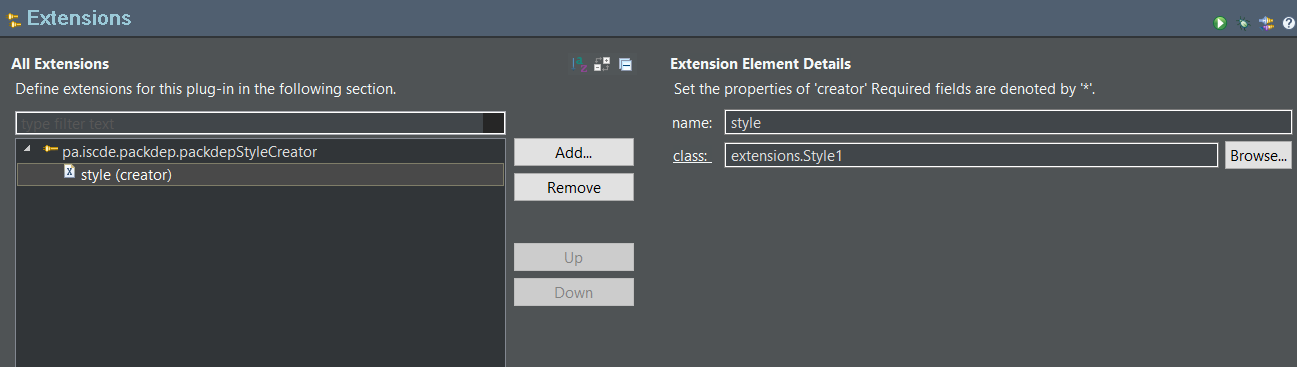 Extensions
All Extensions
Define extensions for this plug-in in the following section.
type filter text
pa.iscde.packdep.packdepStyleCreator
style (creator)
Add...
Remove
Up
Down
Extension Element Details
Set the properties of 'creator' Required fields are denoted by '*'.
name: style
class: extensions.Style1 Browse...